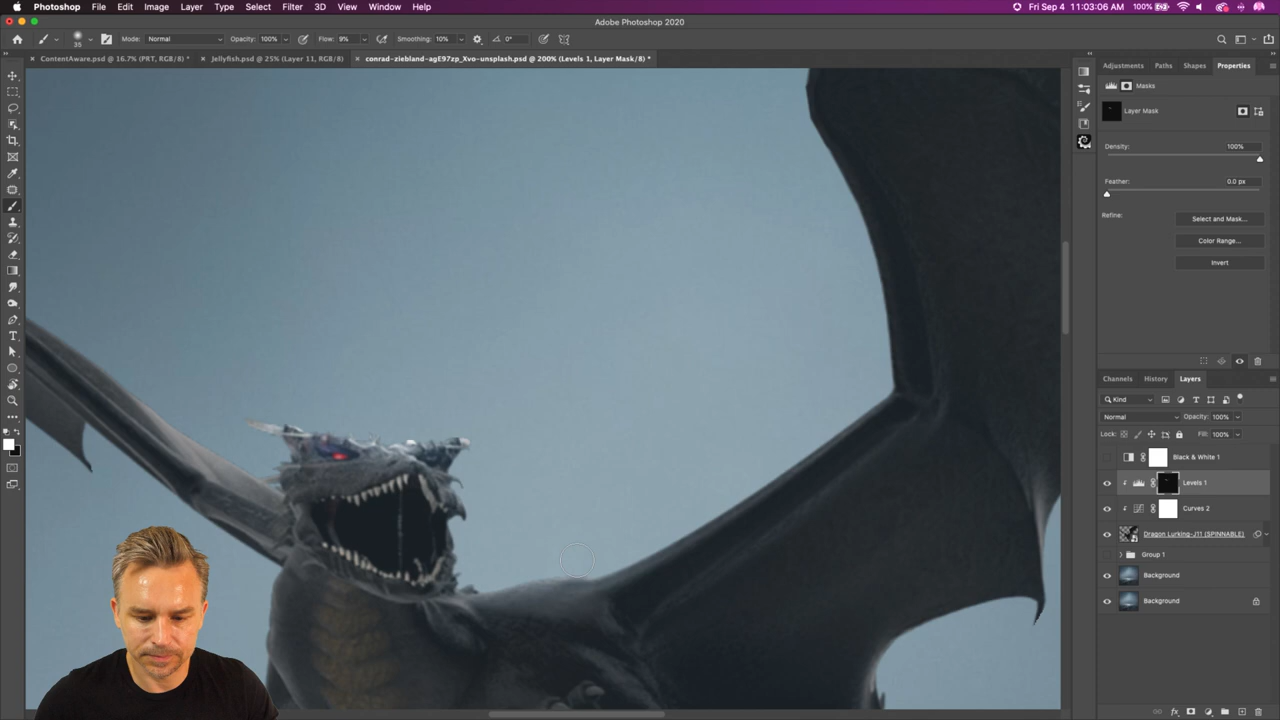 Photoshop File Edit Image Layer Type Select Filter 3D View Window Help 100% Fri Sep 4 11:03:06 AM
Adobe Photoshop 2020
35 Mode: Normal Opacity: 100% Flow: 9% Smoothing: 10% 0°
× ContentAware.psd @ 16.7% (PRT, RGB/8) * × Jellyfish.psd @ 25% (Layer 11, RGB/8) × conrad-ziebland-agE97zp_Xvo-unsplash.psd @ 200% (Levels 1, Layer Mask/8) *
Adjustments Paths Shapes Properties
Masks
Layer Mask
Density: 100%
Feather: 0.0 px
Refine: Select and Mask...
Color Range...
Invert
Channels History Layers
Kind
Normal Opacity: 100%
Lock: Fill: 100%
Black & White 1
Levels 1
Curves 2
Dragon Lurking-J11 (SPINNABLE)
Group 1
Background
Background